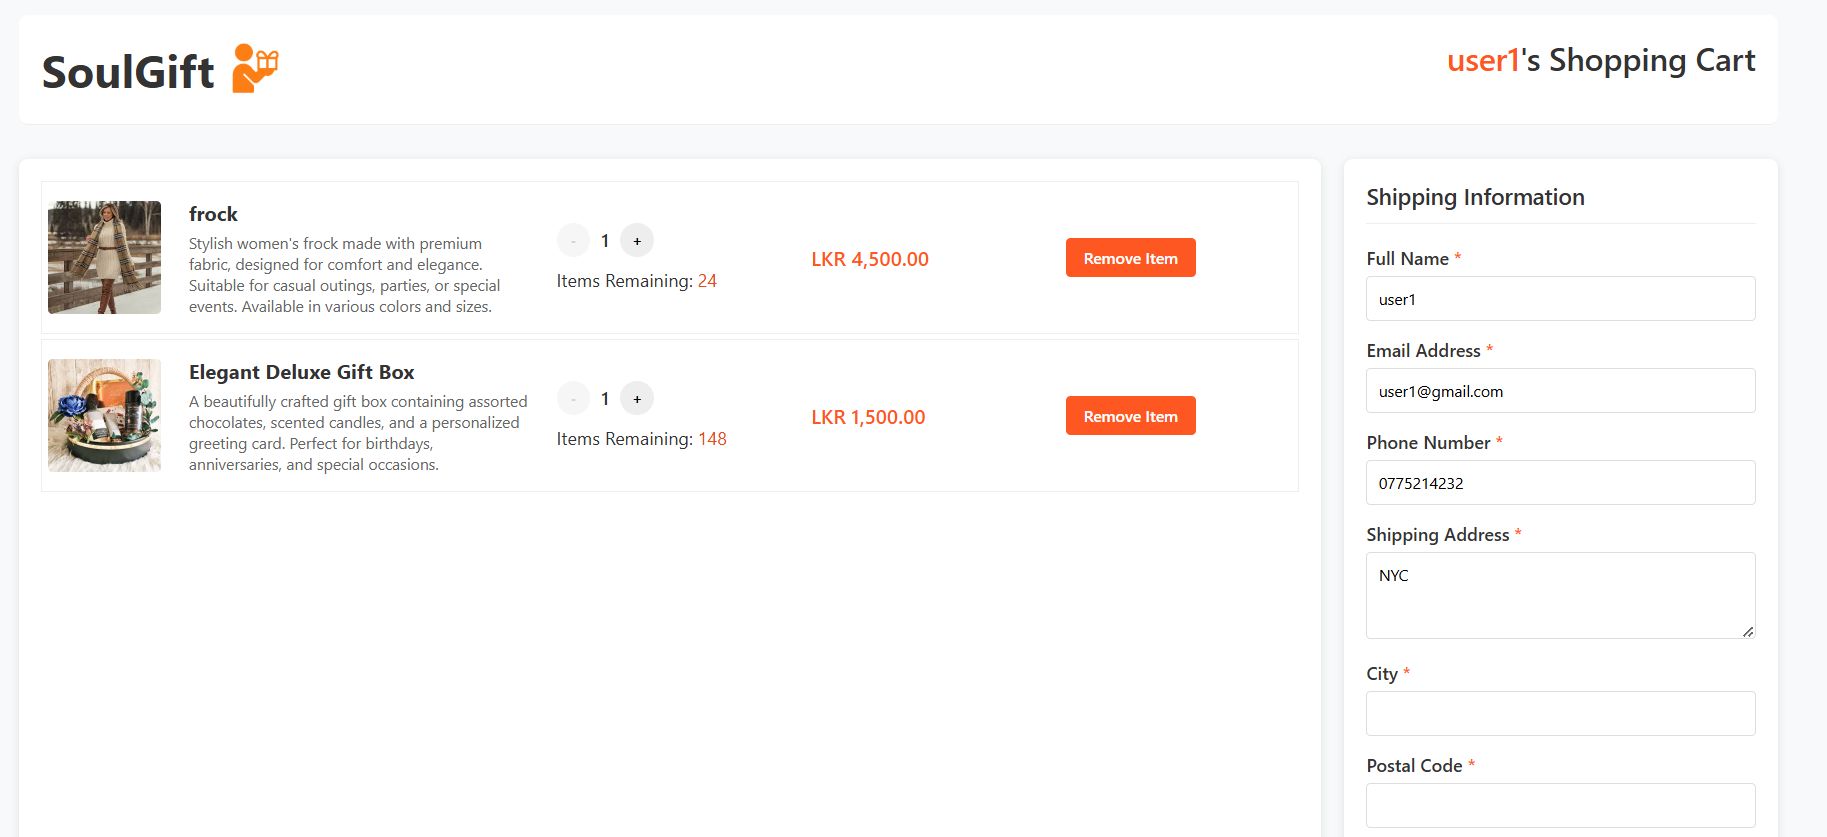 SoulGift
user1's Shopping Cart
frock
Stylish women's frock made with premium
fabric, designed for comfort and elegance.
Suitable for casual outings, parties, or special
events. Available in various colors and sizes.
- 1 +
Items Remaining: 24
LKR 4,500.00
Remove Item
Elegant Deluxe Gift Box
A beautifully crafted gift box containing assorted
chocolates, scented candles, and a personalized
greeting card. Perfect for birthdays,
anniversaries, and special occasions.
- 1 +
Items Remaining: 148
LKR 1,500.00
Remove Item
Shipping Information
Full Name *
user1
Email Address *
user1@gmail.com
Phone Number *
0775214232
Shipping Address *
NYC
City *
Postal Code *